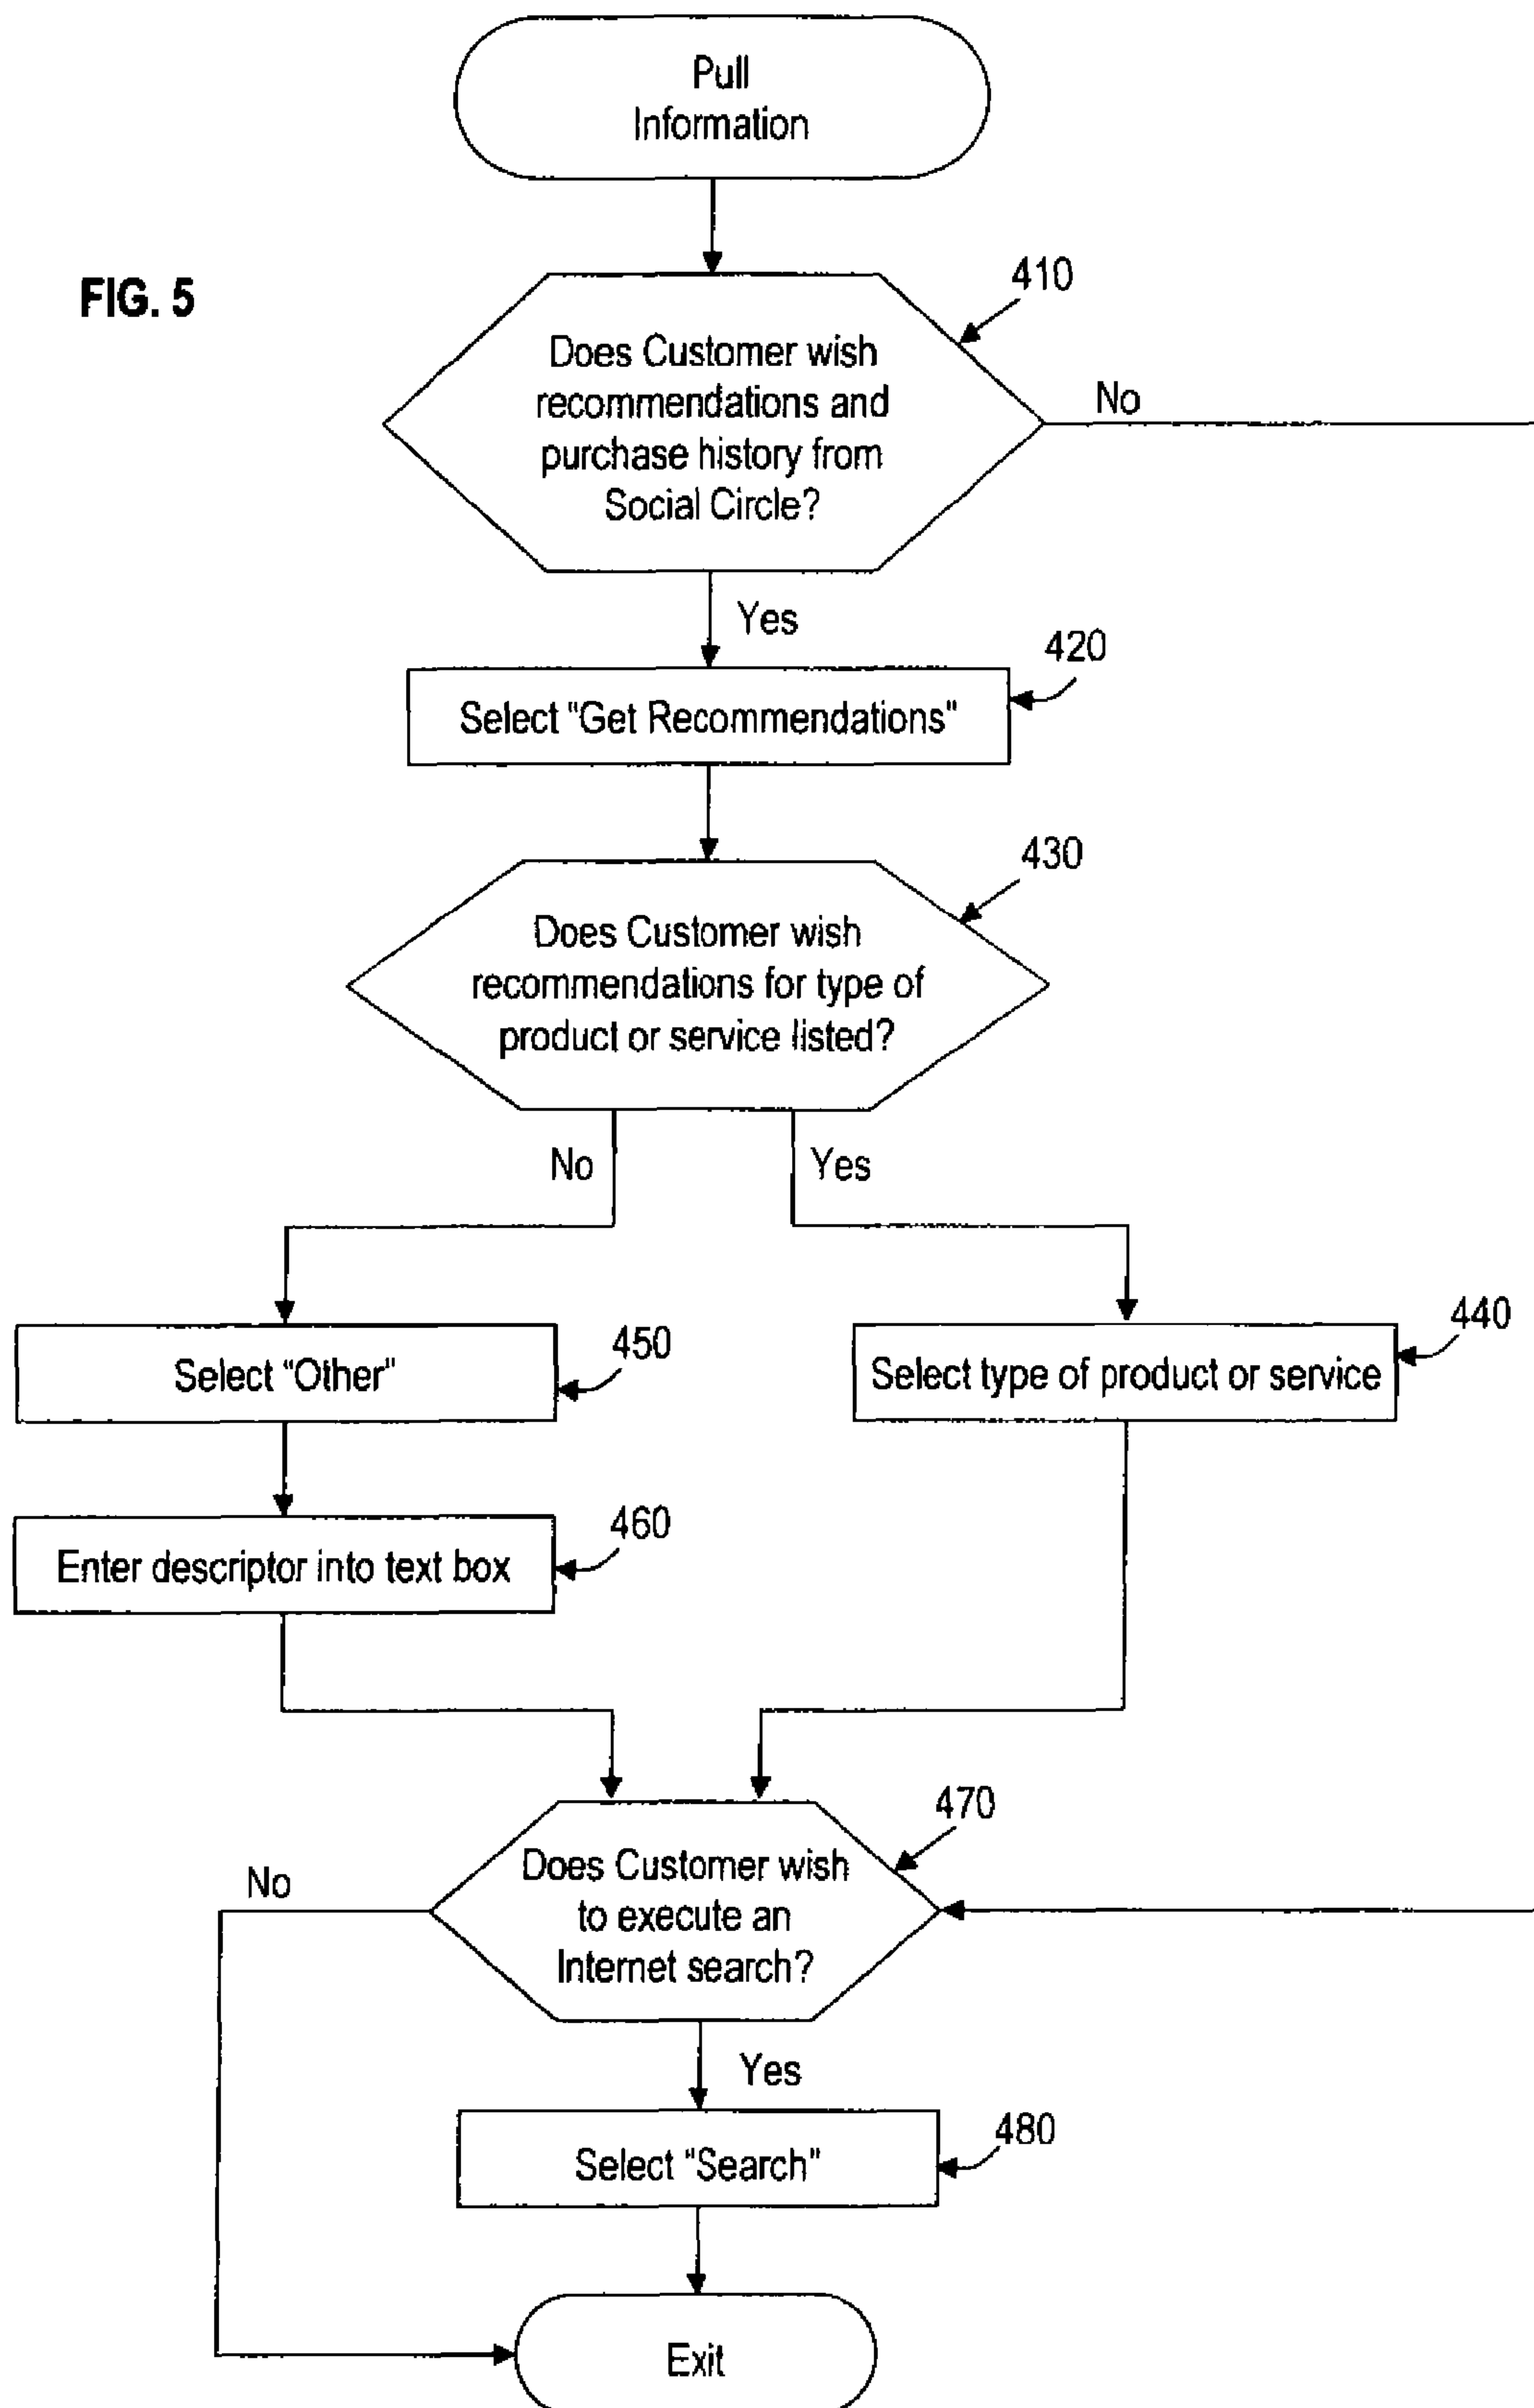 Pull
Information
FIG. 5
410
Does Customer wish
recommendations and
purchase history from
Social Circle?
No
Yes
420
Select "Get Recommendations"
430
Does Customer wish
recommendations for type of
product or service listed?
No
Yes
450
Select "Other"
440
Select type of product or service
460
Enter descriptor into text box
470
Does Customer wish
to execute an
Internet search?
No
Yes
480
Select "Search"
Exit